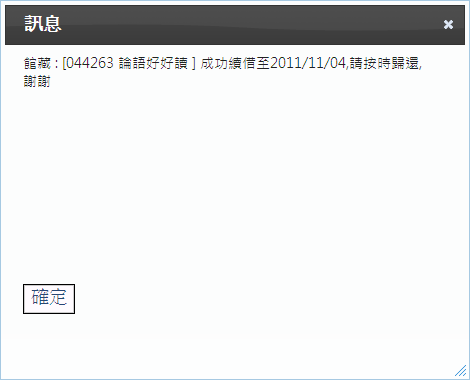 訊息
館藏 : [044263 論語好好讀 ] 成功續借至2011/11/04,請按時歸還,
謝謝
確定